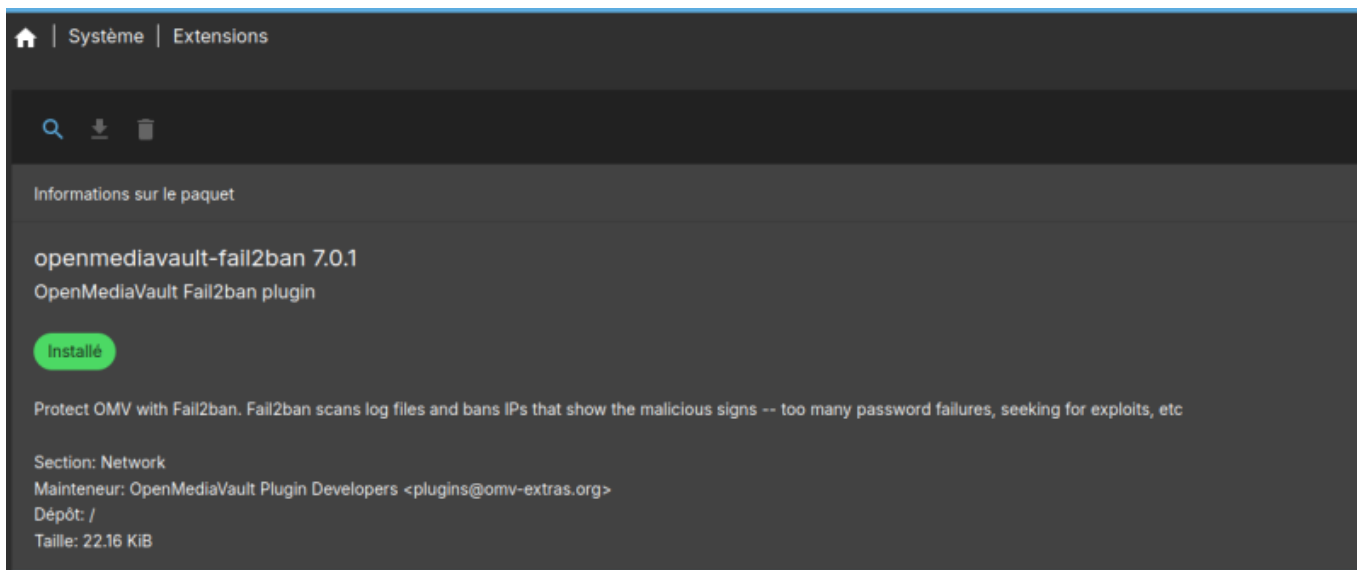 | Système | Extensions
Informations sur le paquet
openmediavault-fail2ban 7.0.1
OpenMediaVault Fail2ban plugin
Installé
Protect OMV with Fail2ban. Fail2ban scans log files and bans IPs that show the malicious signs -- too many password failures, seeking for exploits, etc
Section: Network
Mainteneur: OpenMediaVault Plugin Developers <plugins@omv-extras.org>
Dépôt: /
Taille: 22.16 KiB